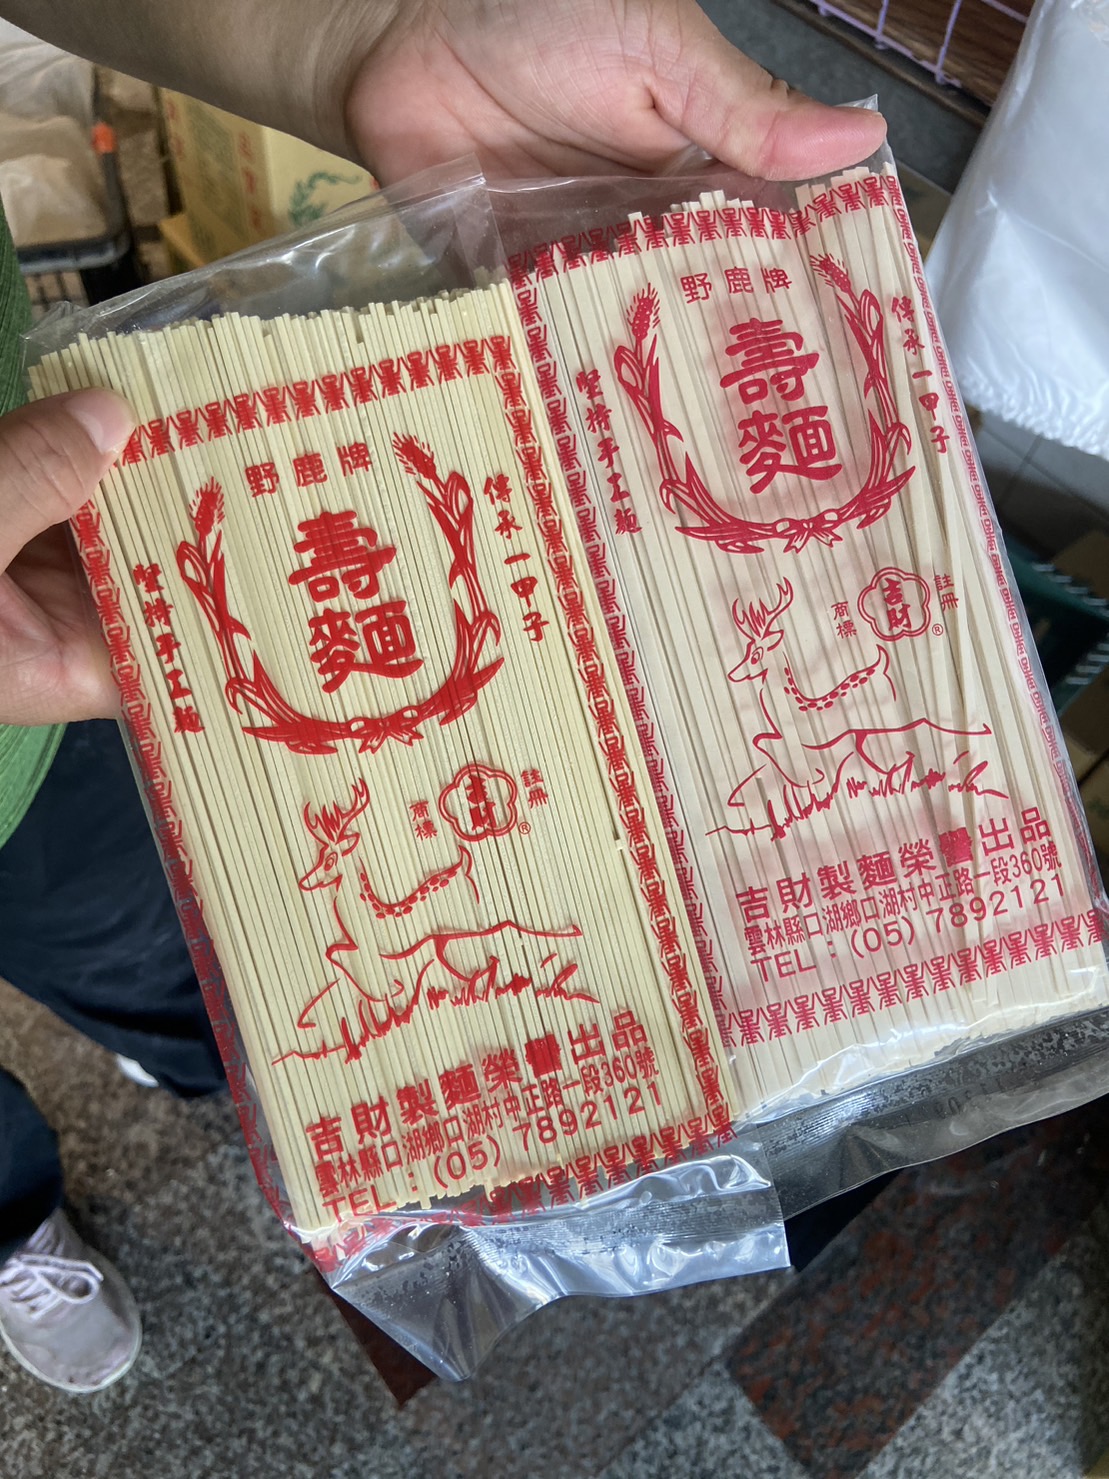 野鹿牌
壽麵
傳承一甲子
堅持手工麵
商標
吉財
註冊
®
吉財製麵榮譽出品
雲林縣口湖鄉口湖村中正路一段360號
TEL:(05) 7892121
野鹿牌
壽麵
傳承一甲子
堅持手工麵
商標
吉財
註冊
®
吉財製麵榮譽出品
雲林縣口湖鄉口湖村中正路一段360號
TEL:(05) 7892121